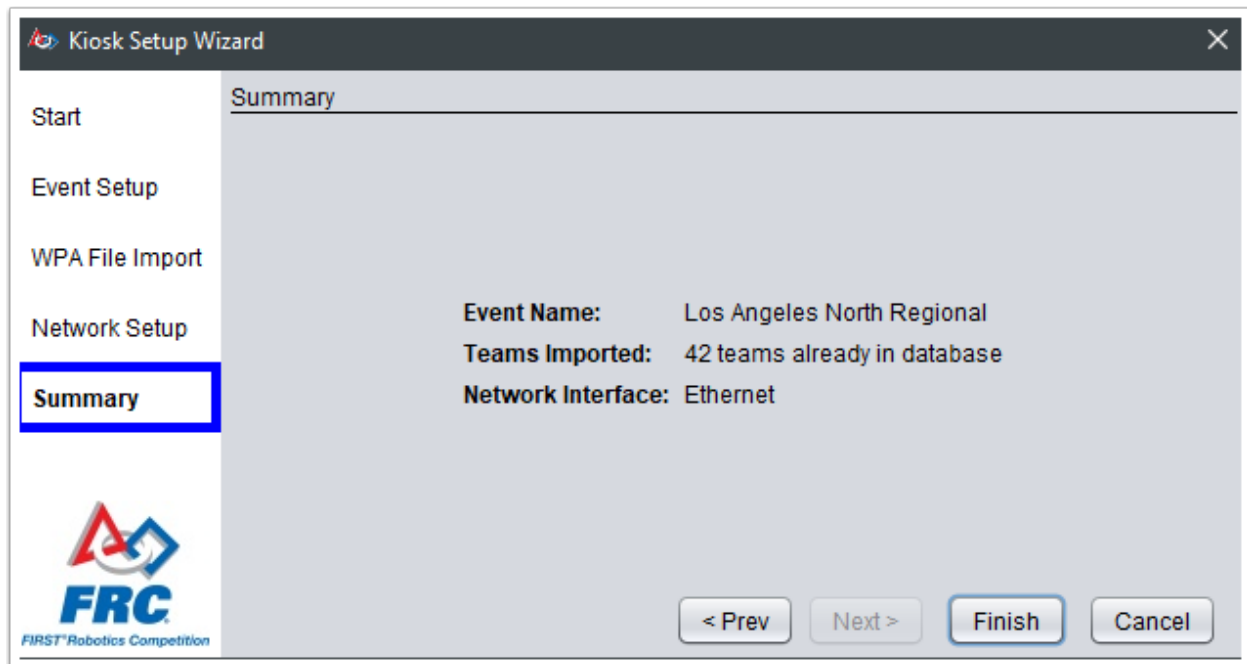 Kiosk Setup Wizard
Start
Event Setup
WPA File Import
Network Setup
Summary
FRC
FIRST®Robotics Competition
Summary
Event Name: Los Angeles North Regional
Teams Imported: 42 teams already in database
Network Interface: Ethernet
< Prev Next > Finish Cancel